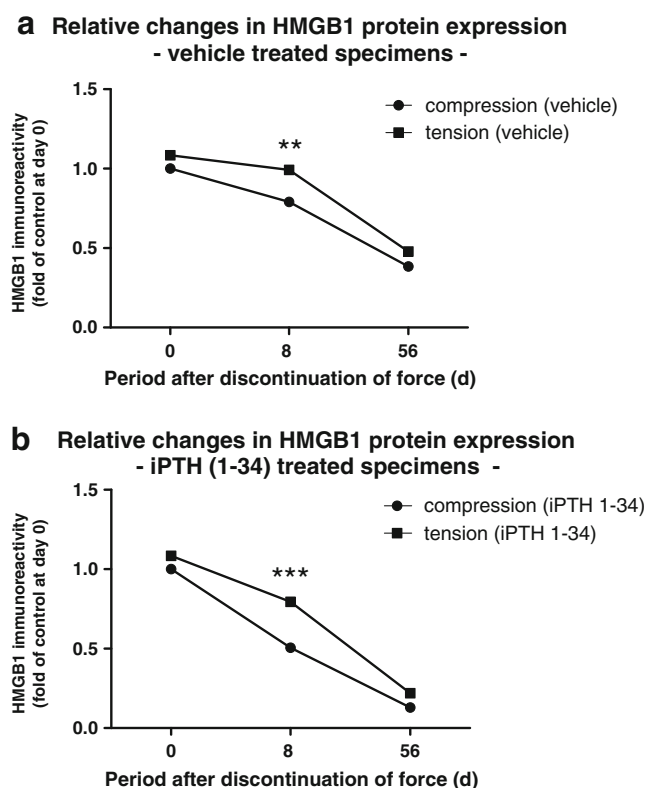 a Relative changes in HMGB1 protein expression
- vehicle treated specimens -
HMGB1 immunoreactivity
(fold of control at day 0)
1.5
1.0
0.5
0.0
compression (vehicle)
tension (vehicle)
**
0 8 56
Period after discontinuation of force (d)
b Relative changes in HMGB1 protein expression
- iPTH (1-34) treated specimens -
HMGB1 immunoreactivity
(fold of control at day 0)
1.5
1.0
0.5
0.0
compression (iPTH 1-34)
tension (iPTH 1-34)
***
0 8 56
Period after discontinuation of force (d)